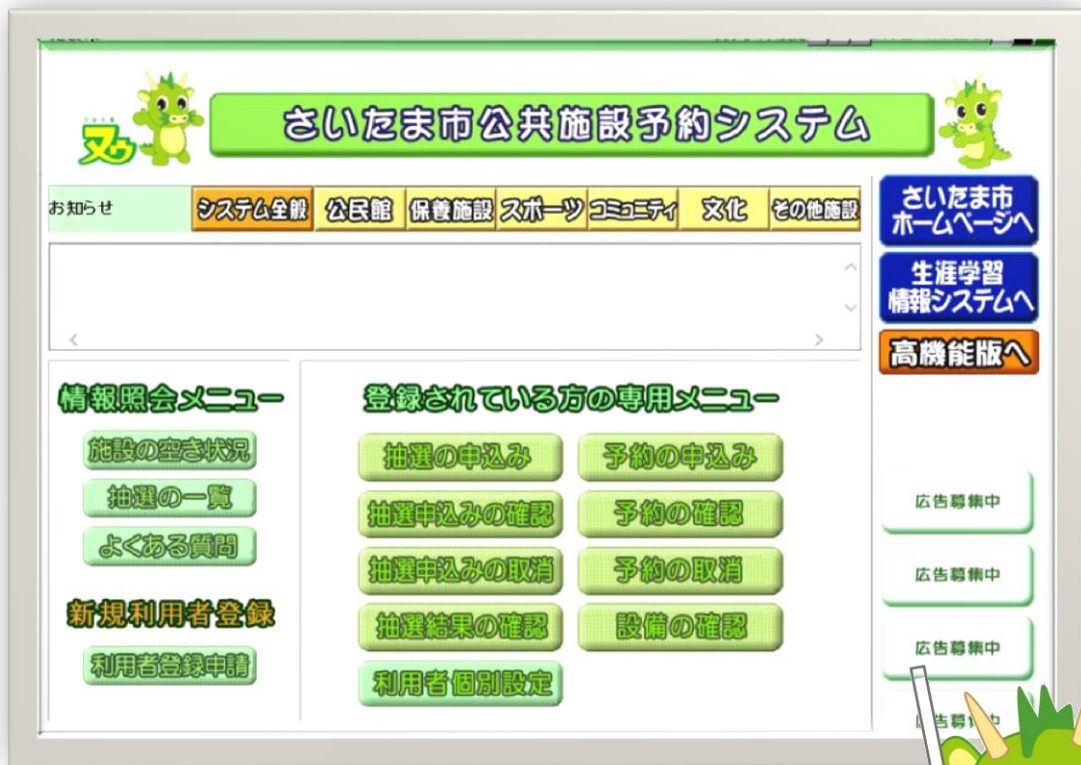 さいたま市公共施設予約システム
ヌゥ
お知らせ
システム全般
公民館
保養施設
スポーツ
コミュニティ
文化
その他施設
さいたま市
ホームページへ
生涯学習
情報システムへ
高機能版へ
情報照会メニュー
施設の空き状況
抽選の一覧
よくある質問
新規利用者登録
利用者登録申請
登録されている方の専用メニュー
抽選の申込み
予約の申込み
抽選申込みの確認
予約の確認
抽選申込みの取消
予約の取消
抽選結果の確認
設備の確認
利用者個別設定
広告募集中
広告募集中
広告募集中